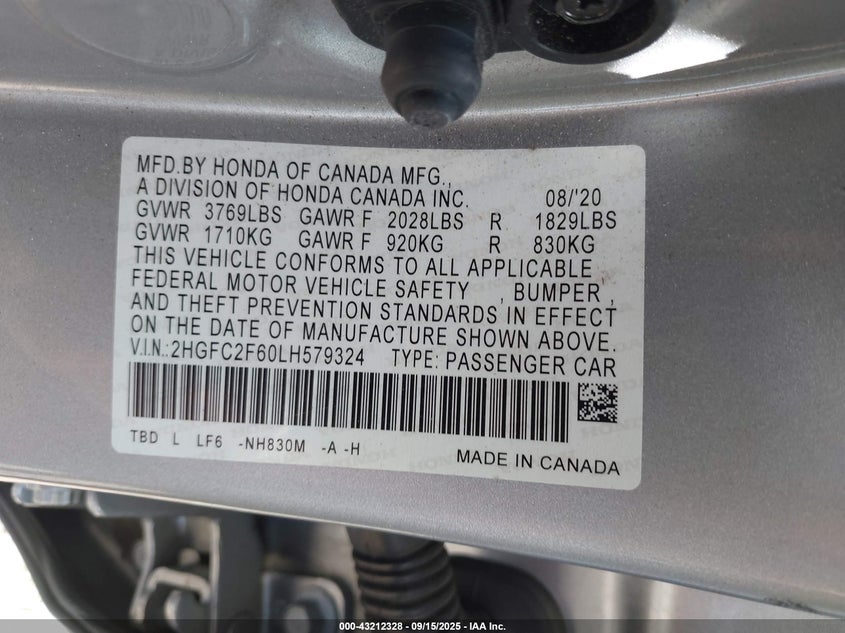 MFD.BY HONDA OF CANADA MFG.,
A DIVISION OF HONDA CANADA INC. 08/'20
GVWR 3769LBS GAWR F 2028LBS R 1829LBS
GVWR 1710KG GAWR F 920KG R 830KG
THIS VEHICLE CONFORMS TO ALL APPLICABLE
FEDERAL MOTOR VEHICLE SAFETY , BUMPER ,
AND THEFT PREVENTION STANDARDS IN EFFECT
ON THE DATE OF MANUFACTURE SHOWN ABOVE.
V.I.N.:2HGFC2F60LH579324 TYPE: PASSENGER CAR
TBD L LF6 -NH830M -A -H
MADE IN CANADA
000-43212328 - 09/15/2025 - IAA Inc.